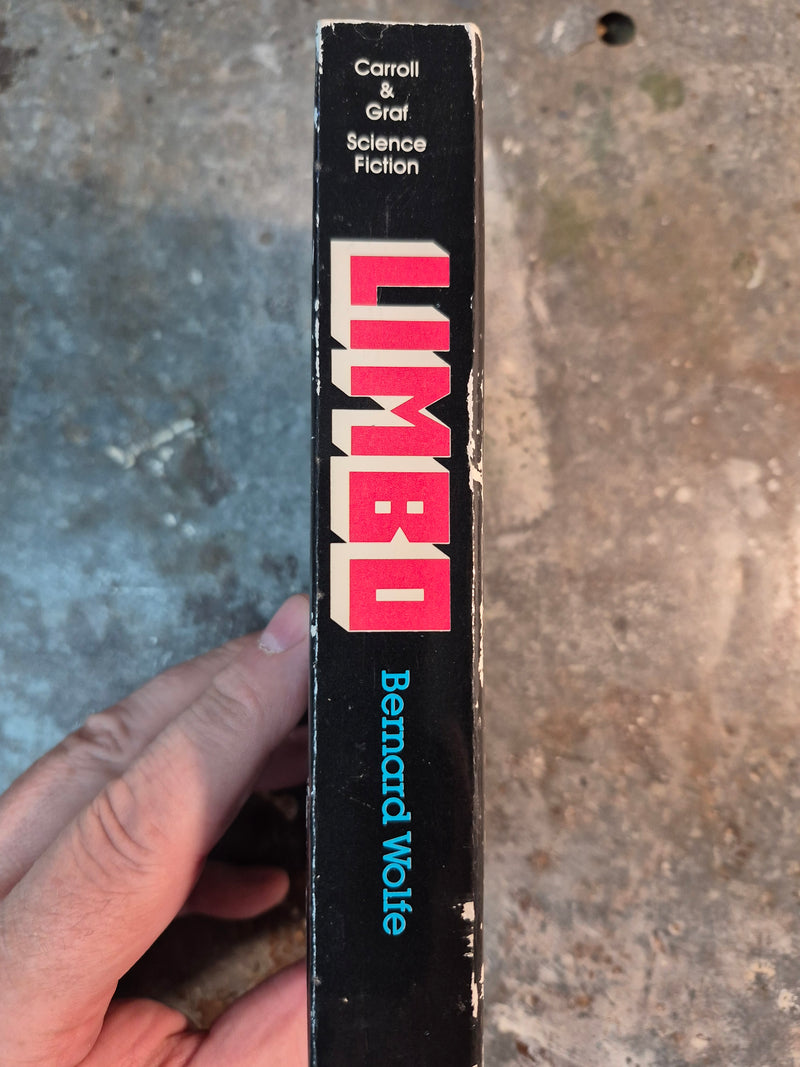 Carroll
&
Graf
Science
Fiction
LIMBO
Bernard Wolfe